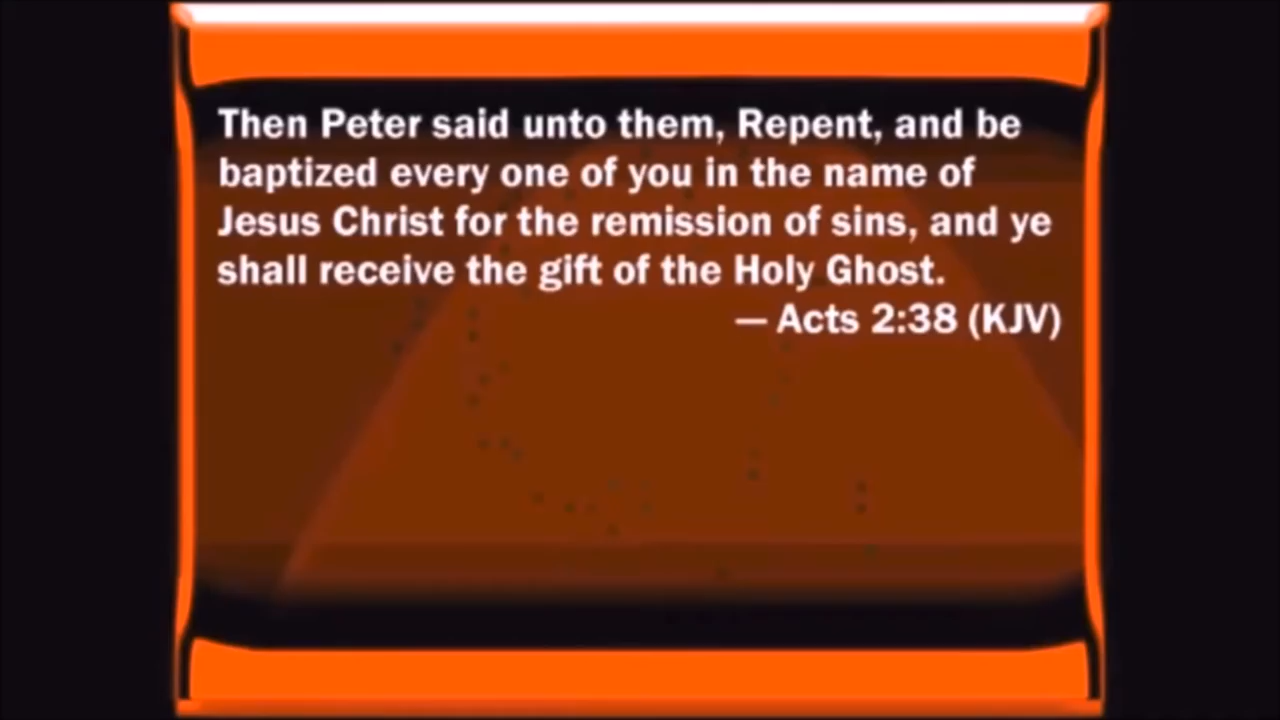 Then Peter said unto them, Repent, and be
baptized every one of you in the name of
Jesus Christ for the remission of sins, and ye
shall receive the gift of the Holy Ghost.
— Acts 2:38 (KJV)